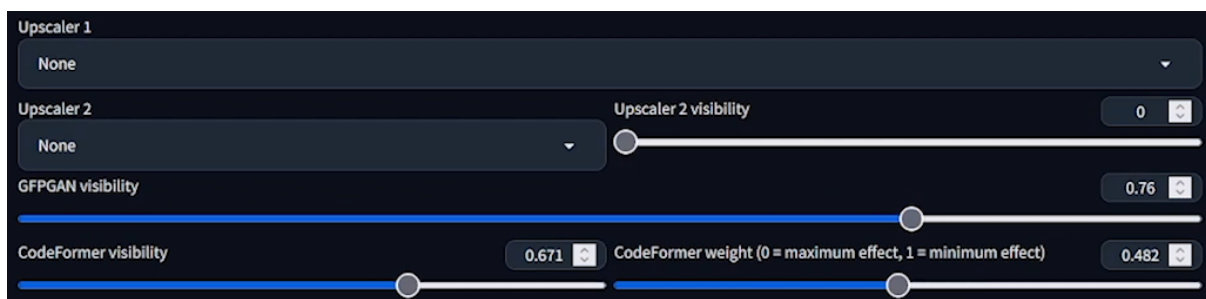 Upscaler 1
None
Upscaler 2
Upscaler 2 visibility
0
None
GFPGAN visibility
0.76
CodeFormer visibility
0.671
CodeFormer weight (0 = maximum effect, 1 = minimum effect)
0.482